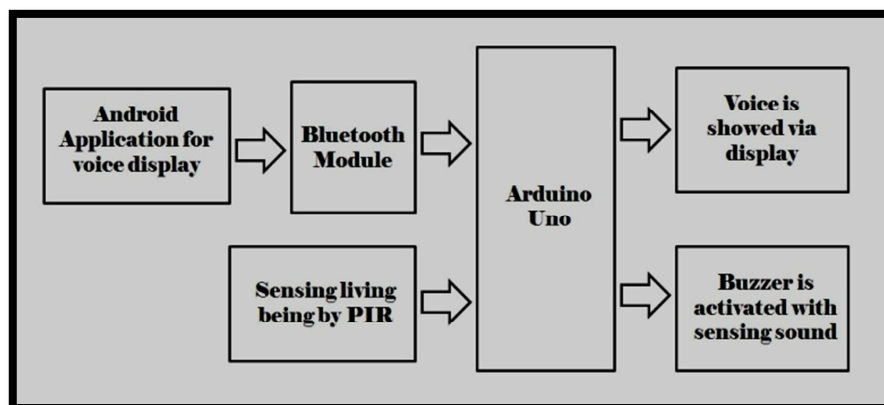 Android
Application for
voice display
Bluetooth
Module
Arduino
Uno
Voice is
showed via
display
Sensing living
being by PIR
Buzzer is
activated with
sensing sound